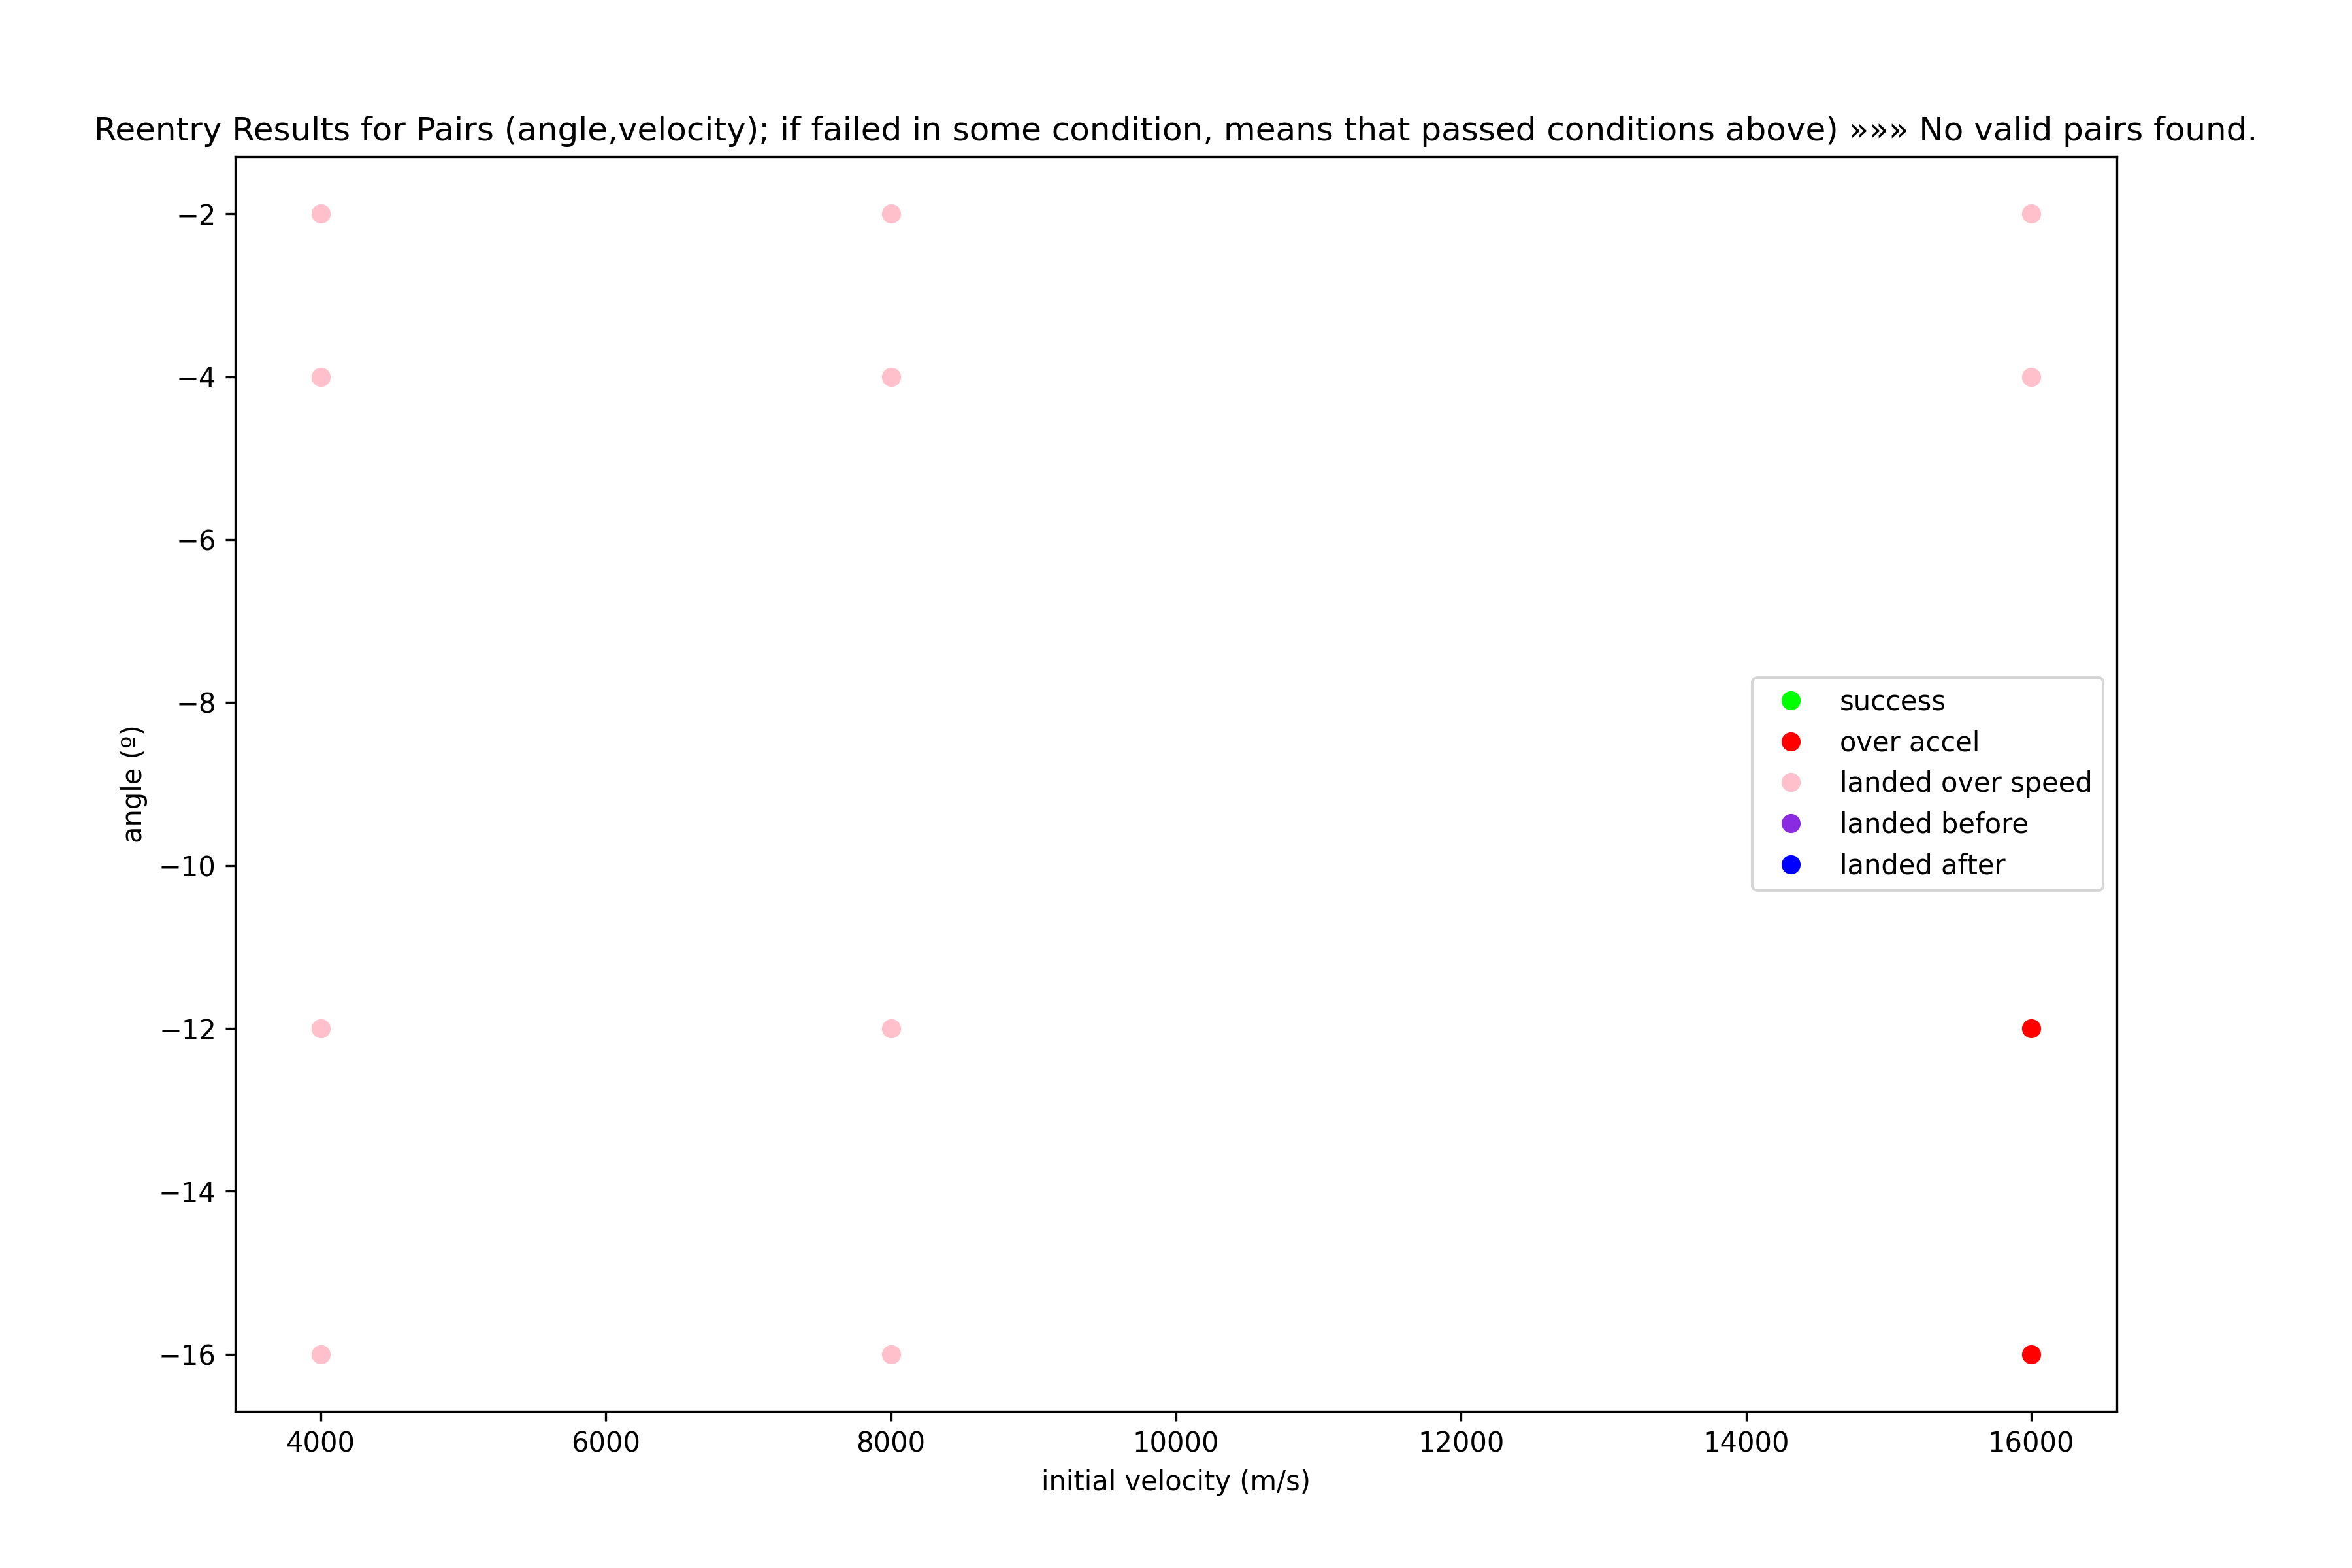 Reentry Results for Pairs (angle,velocity); if failed in some condition, means that passed conditions above) »»» No valid pairs found.
−2
−4
−6
−8
−10
−12
−14
−16
angle (º)
success
over accel
landed over speed
landed before
landed after
4000
6000
8000
10000
12000
14000
16000
initial velocity (m/s)